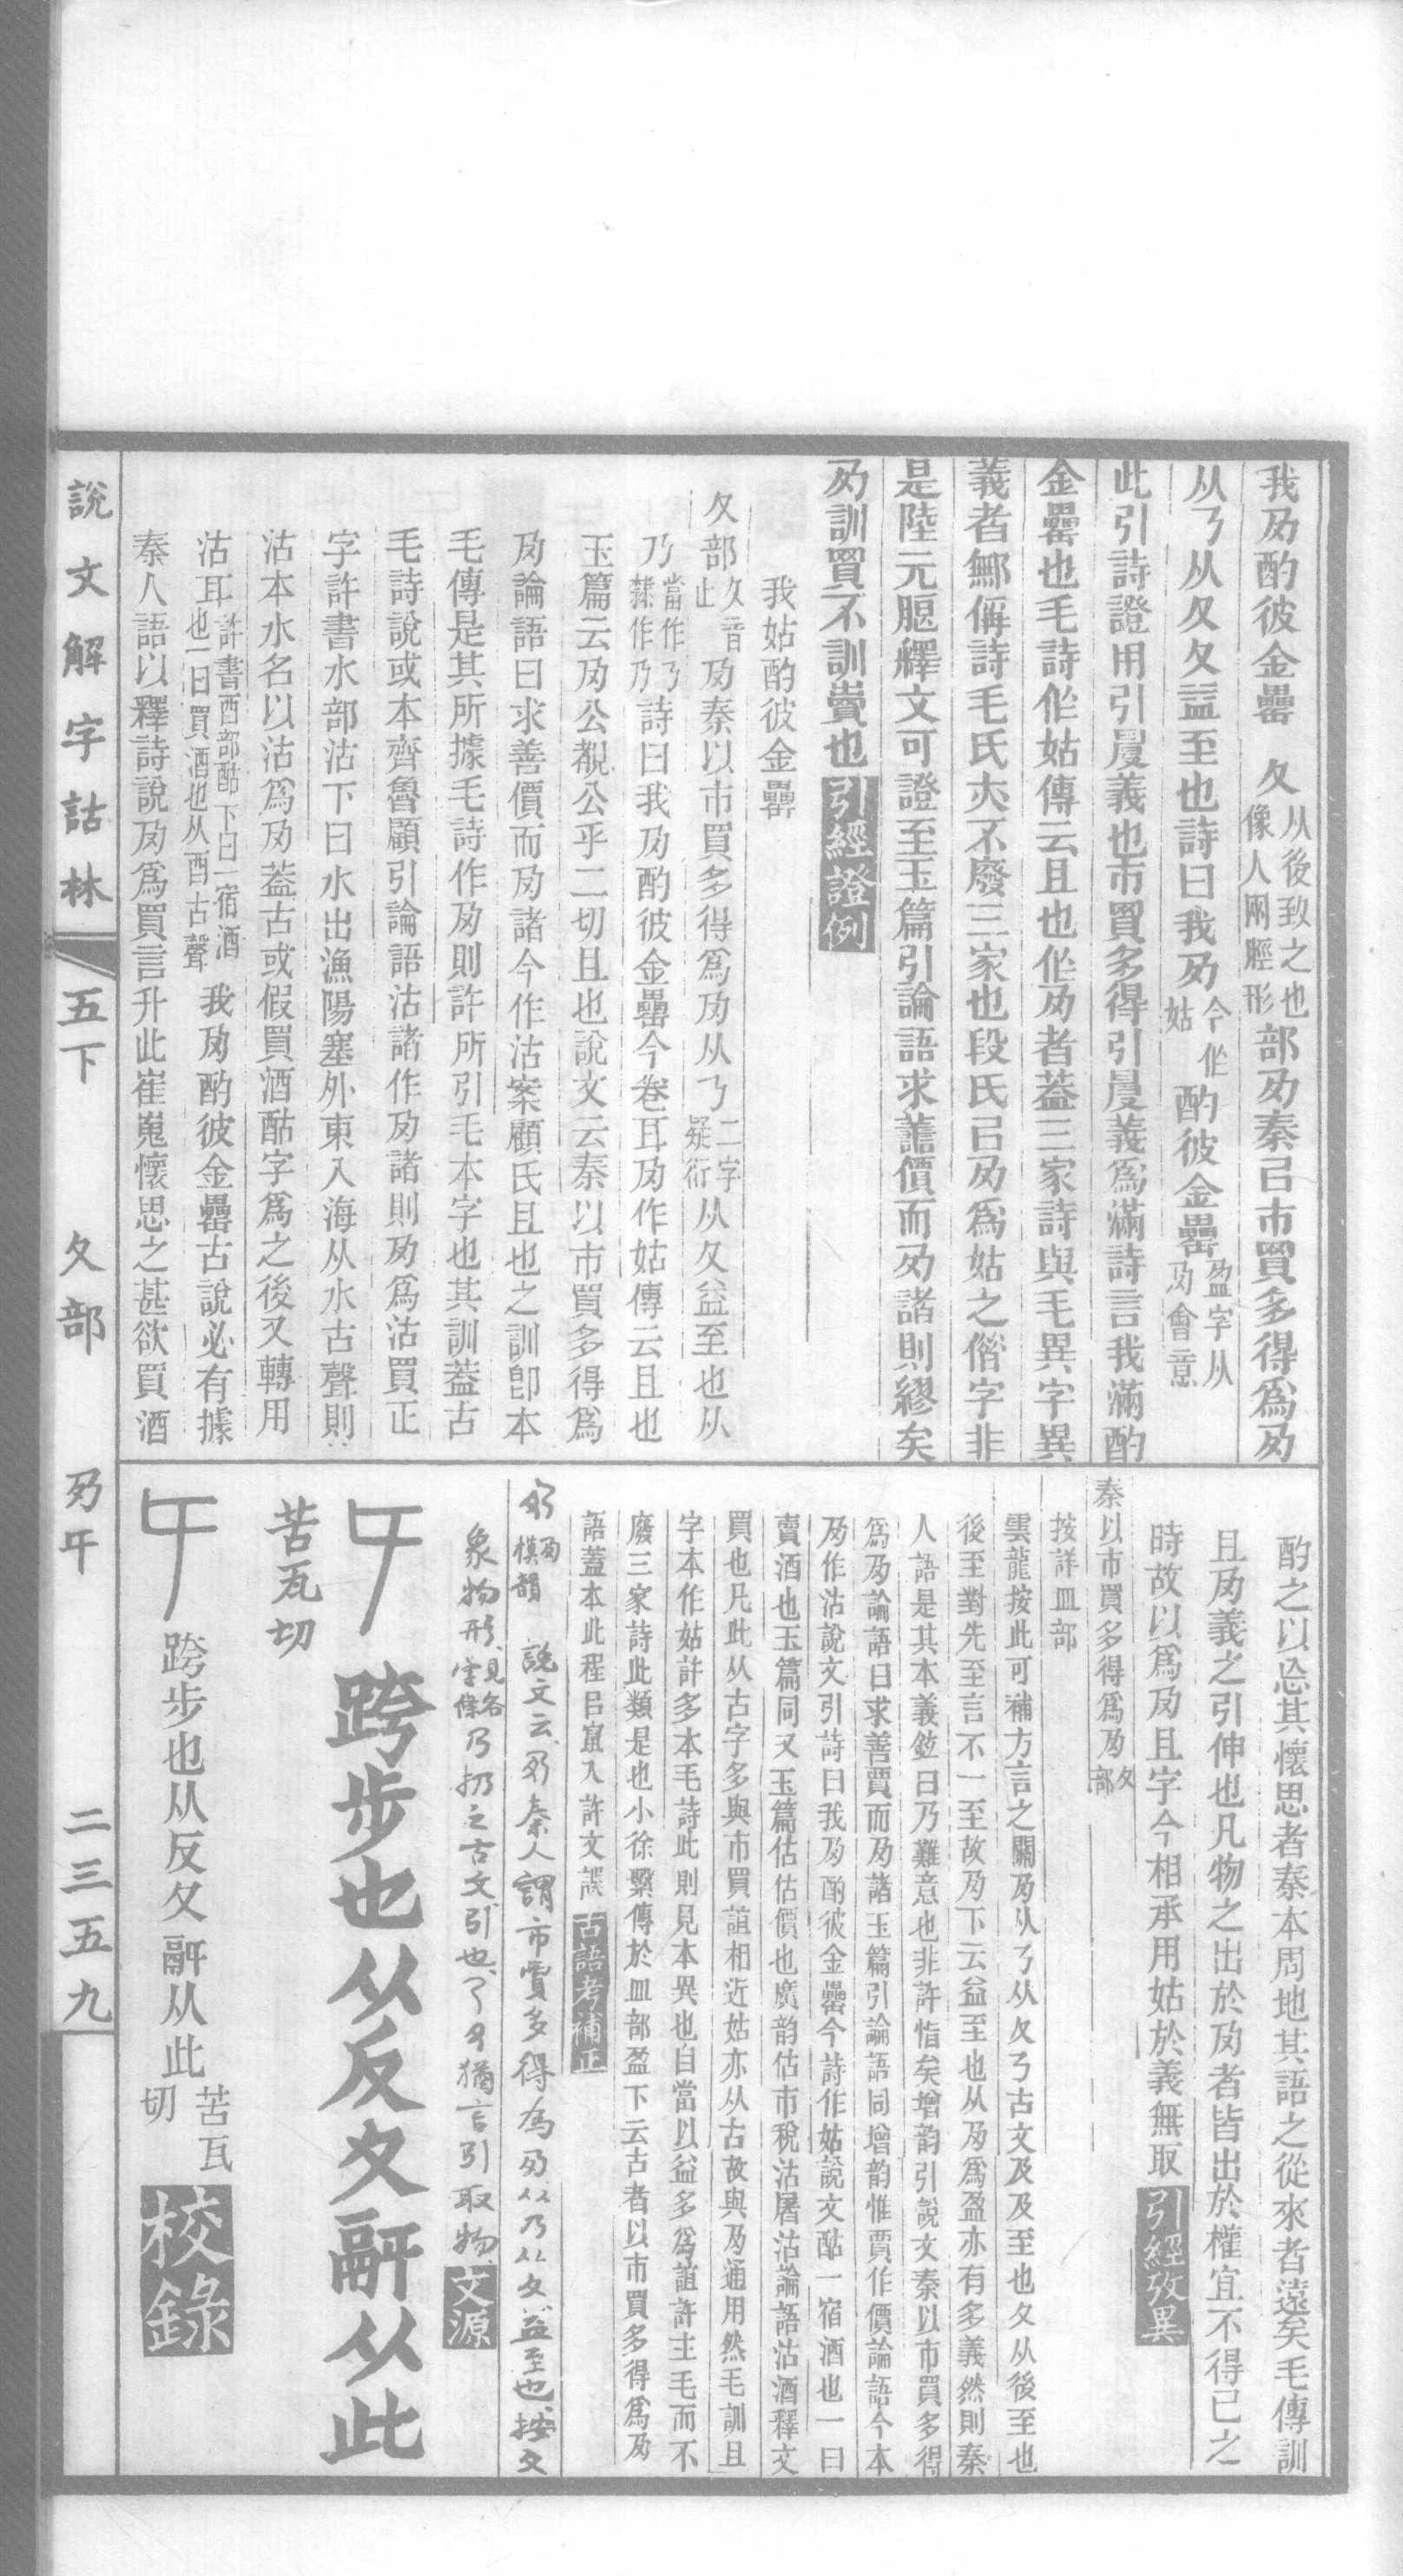 我夃酌彼金罍　夂从後致之也像人兩脛形部夃秦㠯市買多得爲夃
从乃从夂夂益至也詩曰我夃今作姑酌彼金罍盈字从夃會意
此引詩證用引㫗義也市買多得引㫗義爲滿詩言我滿酌
金罍也毛詩作姑傳云且也作夃者葢三家詩與毛異字異
義者鄦偁詩毛氏亦不廢三家也段氏㠯夃爲姑之偕字非
是陸元朖釋文可證至玉篇引論語求譱價而夃諸則繆矣
夃訓買不訓賣也引經證例
我姑酌彼金罍
夂部夂音止夃秦以市買多得爲夃从乃二字疑衍从夂益至也从
乃當作𠄎隸作乃詩曰我夃酌彼金罍今卷耳夃作姑傳云且也
玉篇云夃公覩公乎二切且也說文云秦以市買多得爲
夃論語曰求善價而夃諸今作沽案顧氏且也之訓卽本
毛傳是其所據毛詩作夃則許所引毛本字也其訓葢古
毛詩說或本齊魯顧引論語沽諸作夃諸則夃爲沽買正
字許書水部沽下曰水出漁陽塞外東入海从水古聲則
沽本水名以沽爲夃葢古或假買酒酤字爲之後又轉用
沽耳許書酉部酤下曰一宿酒也一曰買酒也从酉古聲我夃酌彼金罍古說必有據
秦人語以釋詩說夃爲買言升此崔嵬懷思之甚欲買酒
酌之以忘其懷思者秦本周地其語之從來者遠矣毛傳訓
且夃義之引伸也凡物之出於夃者皆出於權宜不得已之
時故以爲夃且字今相承用姑於義無取引經攷異
秦以市買多得爲夃夂部
按詳皿部
雲龍按此可補方言之闕夃从𠄎从夂𠄎古文及及至也夂从後至也
後至對先至言不一至故夃下云益至也从夃爲盈亦有多義然則秦
人語是其本義鉉曰乃難意也非許恉矣增韵引說文秦以市買多得
爲夃論語曰求善賈而夃諸玉篇引論語同增韵惟賈作價論語今本
夃作沽說文引詩曰我夃酌彼金罍今詩作姑說文酤一宿酒也一曰
賣酒也玉篇同又玉篇估估價也廣韵估市稅沽屠沽論語沽酒釋文
買也凡此从古字多與市買誼相近姑亦从古故與夃通用然毛訓且
字本作姑許多本毛詩此則見本異也自當以益多爲誼許主毛而不
廢三家詩此類是也小徐繫傳於皿部盈下云古者以市買多得爲夃
語葢本此程㠯竄入許文誤古語考補正
夃模韻　說文云夃秦人謂市買多得爲夃从乃从夂益至也按夂
象物形見各字條乃扔之古文引也𠄎夂猶言引取物文源
㐄跨步也从反夂䣄从此
苦瓦切
㐄跨步也从反夂䣄从此苦瓦切校錄
說文解字詁林　五下　夂部　夃㐄　二三五九